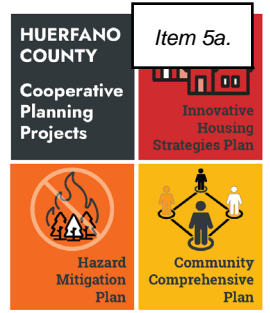 HUERFANO
COUNTY
Cooperative
Planning
Projects
Item 5a.
Innovative
Housing
Strategies Plan
Hazard
Mitigation
Plan
Community
Comprehensive
Plan